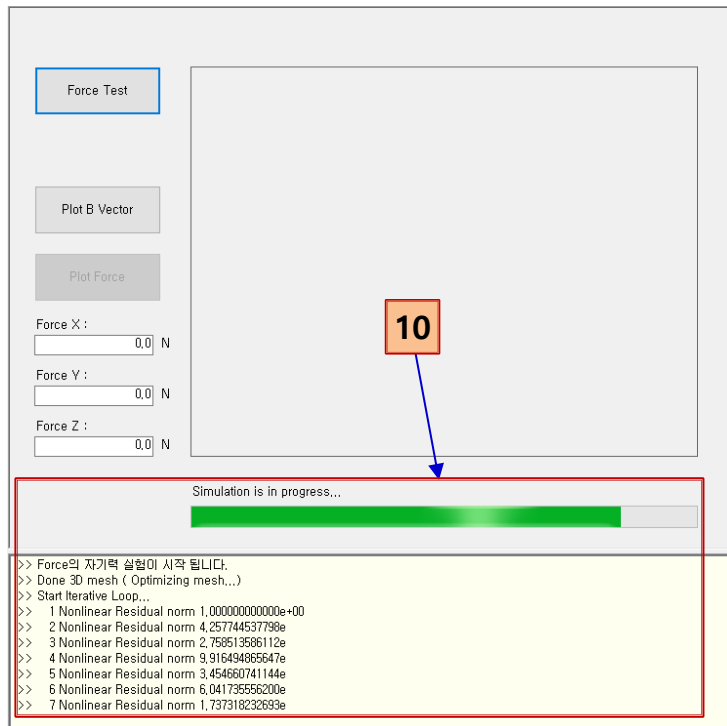 Force Test
Plot B Vector
Plot Force
Force X :
0,0 N
Force Y :
0,0 N
Force Z :
0,0 N
10
Simulation is in progress,,,
>> Force의 자기력 실험이 시작 됩니다.
>> Done 3D mesh ( Optimizing mesh,,,)
>> Start Iterative Loop,,,
>> 1 Nonlinear Residual norm 1,000000000000e+00
>> 2 Nonlinear Residual norm 4,257744537798e
>> 3 Nonlinear Residual norm 2,758513586112e
>> 4 Nonlinear Residual norm 9,916494865647e
>> 5 Nonlinear Residual norm 3,454660741144e
>> 6 Nonlinear Residual norm 6,041735556200e
>> 7 Nonlinear Residual norm 1,737318232693e